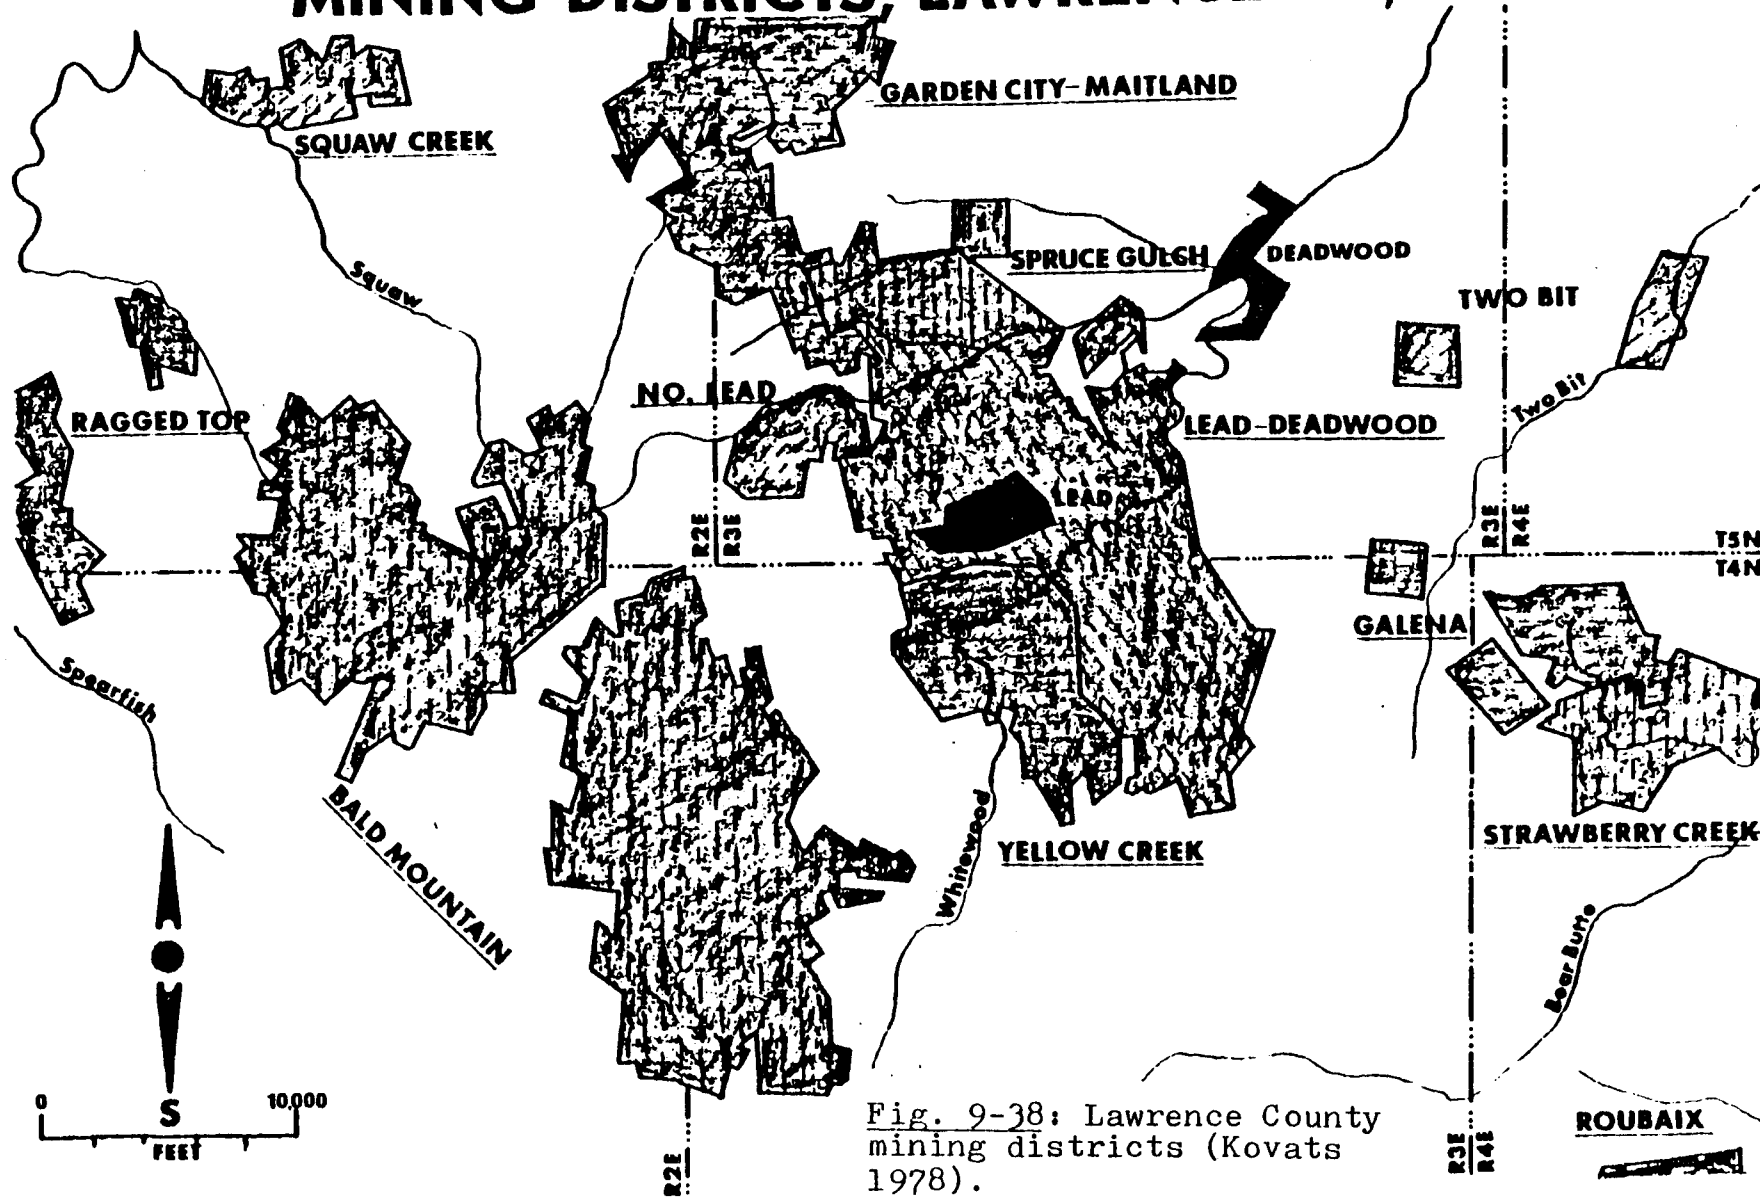 MINING DISTRICTS,
GARDEN CITY-MAITLAND
SQUAW CREEK
SPRUCE GULCH
DEADWOOD
Squaw
TWO BIT
NO. LEAD
RAGGED TOP
Two Bit
LEAD-DEADWOOD
LEAD
R2E
R3E
R3E
R4E
T5N
T4N
GALENA
Spearfish
BALD MOUNTAIN
Whitewood
YELLOW CREEK
STRAWBERRY CREEK
Bear Butte
0 10,000
S
FEET
Fig. 9-38: Lawrence County
mining districts (Kovats
1978).
ROUBAIX
R2E
R3E
R4E